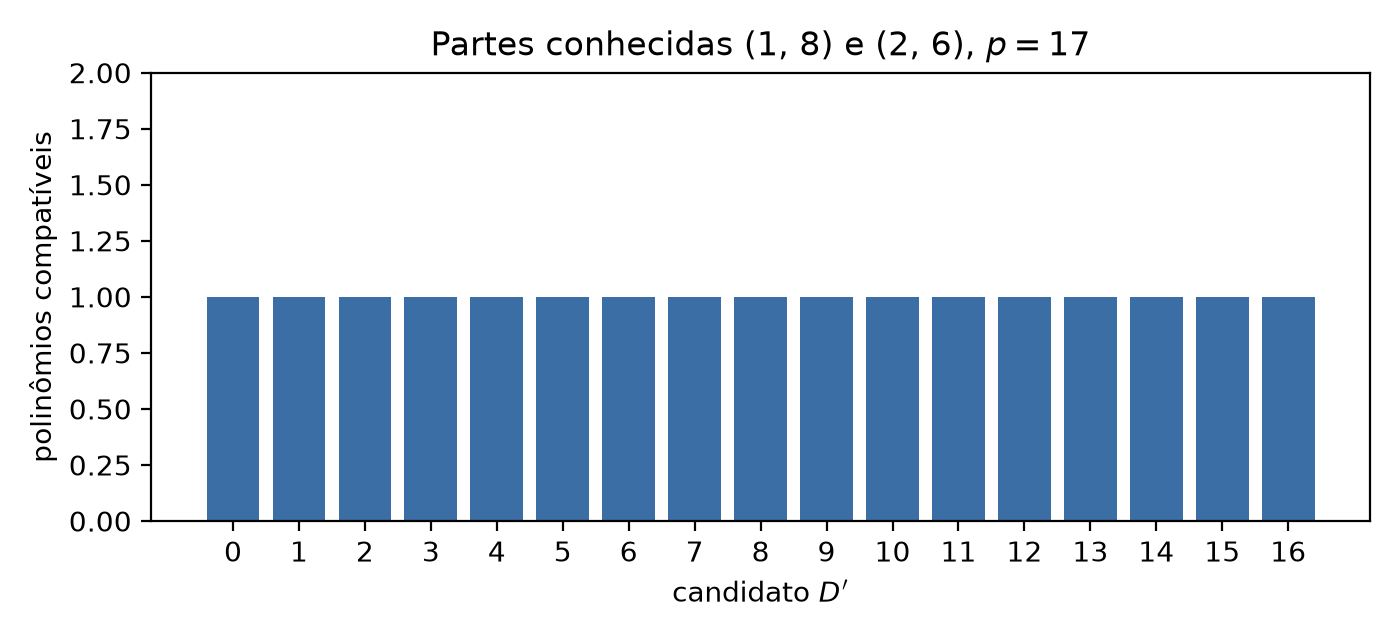 Partes conhecidas (1, 8) e (2, 6), p = 17
polinômios compatíveis
2.00
1.75
1.50
1.25
1.00
0.75
0.50
0.25
0.00
0 1 2 3 4 5 6 7 8 9 10 11 12 13 14 15 16
candidato D′